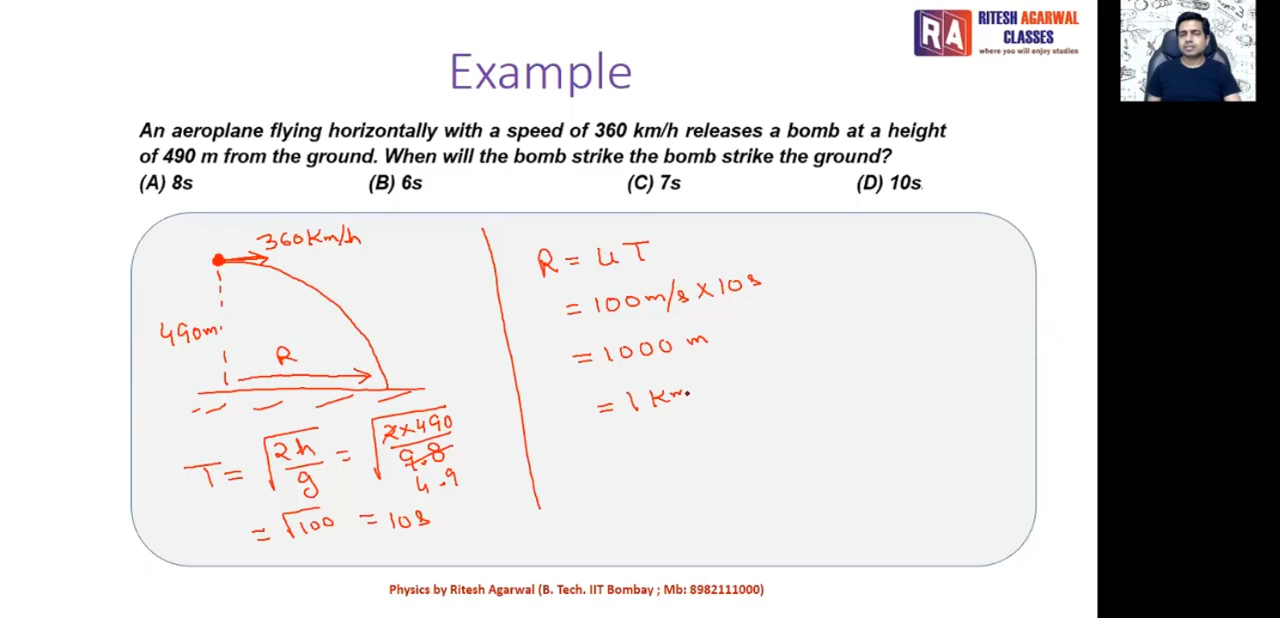 RA
RITESH AGARWAL
CLASSES
where you will enjoy studies
Example
An aeroplane flying horizontally with a speed of 360 km/h releases a bomb at a height
of 490 m from the ground. When will the bomb strike the bomb strike the ground?
(A) 8s (B) 6s (C) 7s (D) 10s
360 Km/h
490m
R
T = √(2h/g) = √(2×490/9.8)
4.9
= √100 = 10s
R = uT
= 100 m/s × 10s
= 1000 m
= 1 Km
Physics by Ritesh Agarwal (B. Tech. IIT Bombay ; Mb: 8982111000)